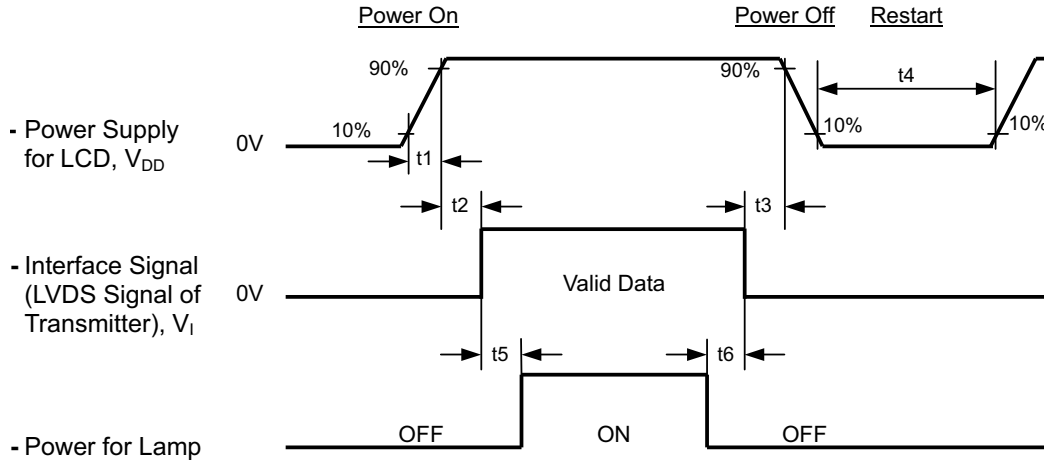 Power On
Power Off
Restart
90%
90%
t4
10%
10%
10%
- Power Supply
for LCD, VDD
0V
t1
t2
t3
- Interface Signal
(LVDS Signal of
Transmitter), VI
0V
Valid Data
t5
t6
- Power for Lamp
OFF
ON
OFF